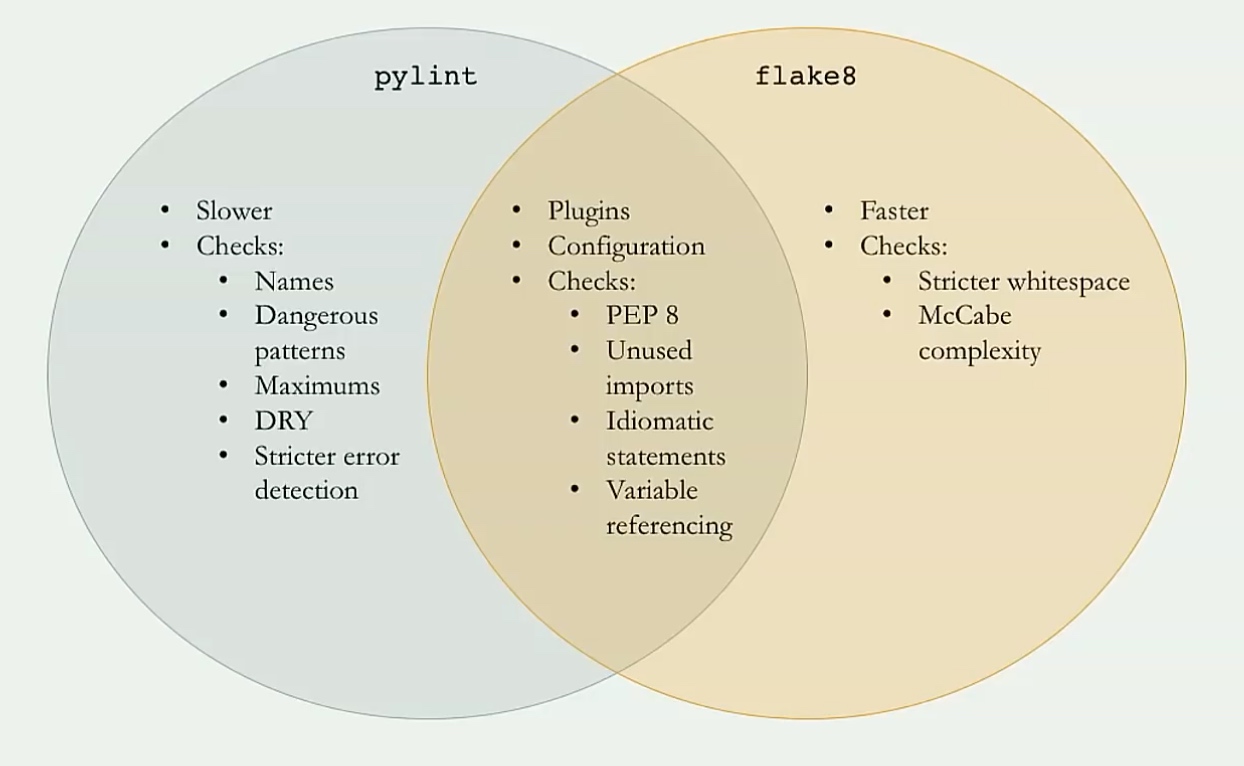 pylint
• Slower
• Checks:
• Names
• Dangerous
patterns
• Maximums
• DRY
• Stricter error
detection
• Plugins
• Configuration
• Checks:
• PEP 8
• Unused
imports
• Idiomatic
statements
• Variable
referencing
flake8
• Faster
• Checks:
• Stricter whitespace
• McCabe
complexity